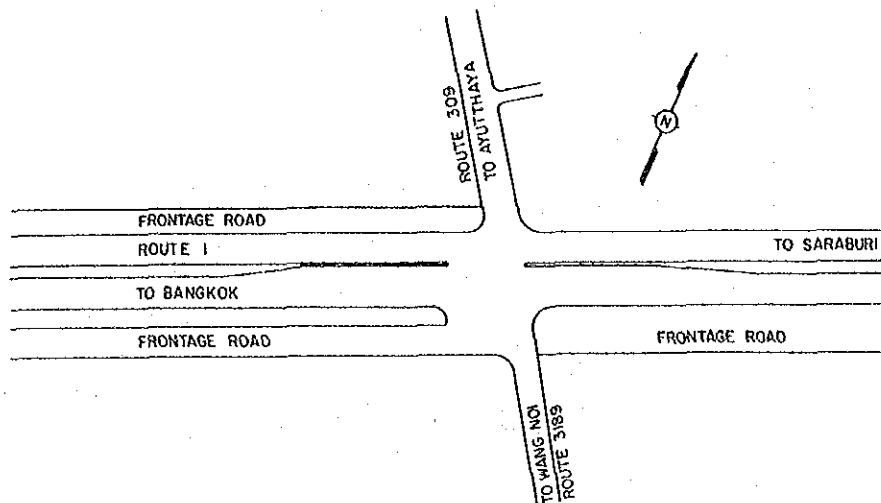 ROUTE 309
TO AYUTTHAYA
N
FRONTAGE ROAD
ROUTE 1
TO SARABURI
TO BANGKOK
FRONTAGE ROAD
FRONTAGE ROAD
TO WANG NOI
ROUTE 3189